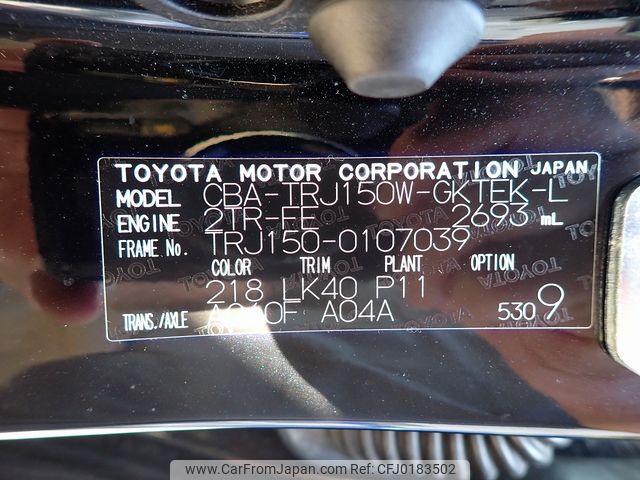 TOYOTA MOTOR CORPORATION JAPAN
MODEL CBA-TRJ150W-GKTEK-L
ENGINE 2TR-FE 2693 mL
FRAME No. TRJ150-0107039
COLOR TRIM PLANT OPTION
218 LK40 P11
TRANS./AXLE A04A
5309
CarFromJapan.com - Ref No CFJ0183502